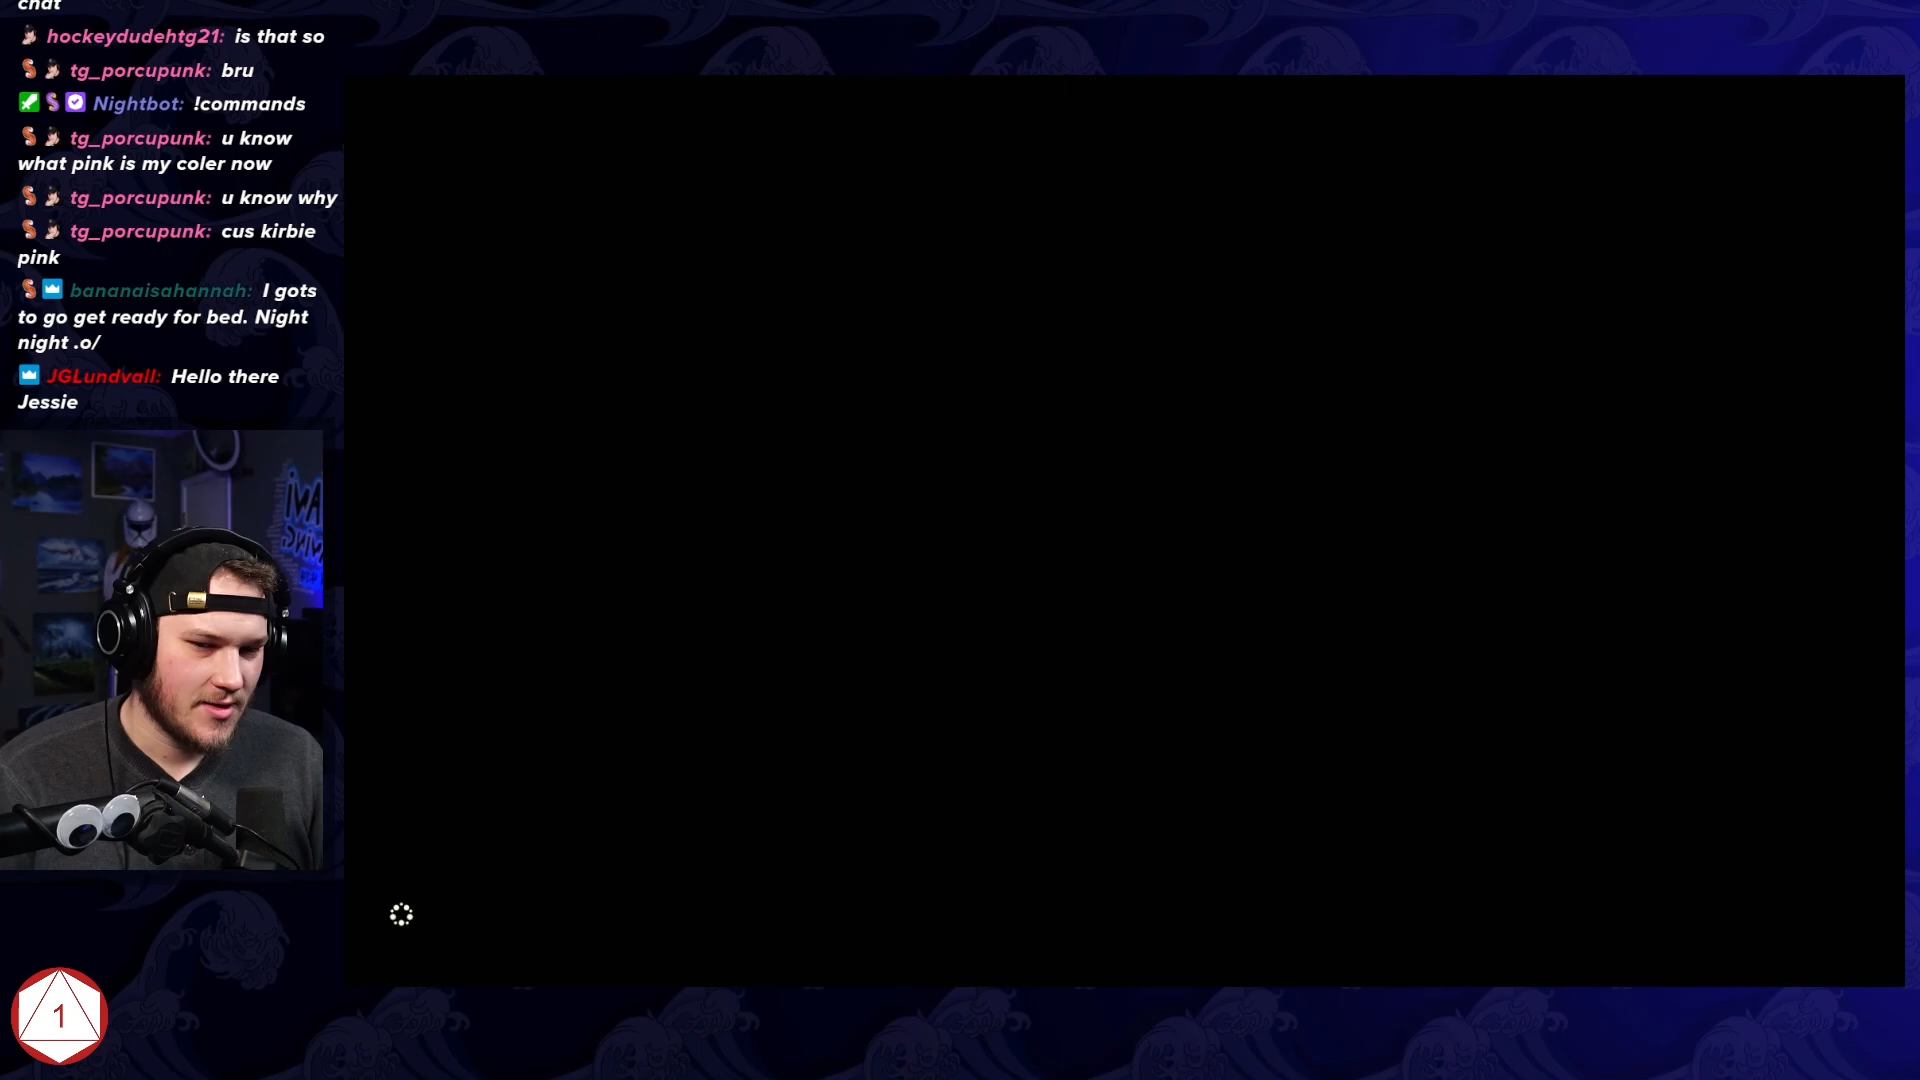 chat
hockeydudehtg21: is that so
tg_porcupunk: bru
Nightbot: !commands
tg_porcupunk: u know
what pink is my coler now
tg_porcupunk: u know why
tg_porcupunk: cus kirbie
pink
bananaisahannah: I gots
to go get ready for bed. Night
night .o/
JGLundvall: Hello there
Jessie
1